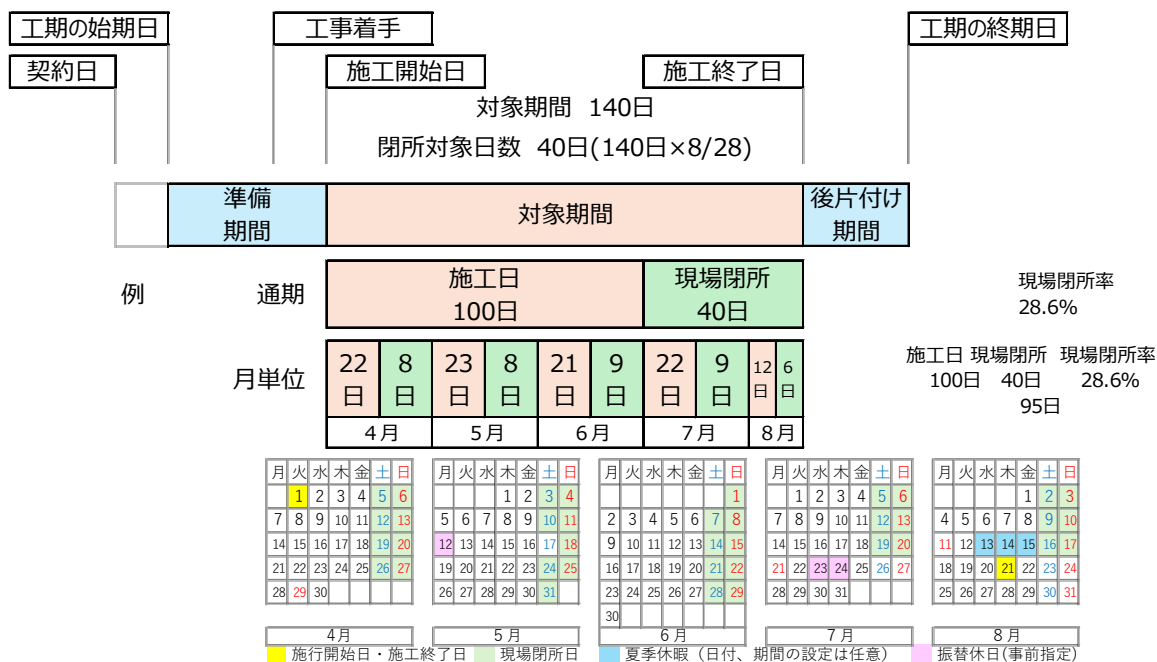 工期の始期日
工事着手
工期の終期日
契約日
施工開始日
施工終了日
対象期間 140日
閉所対象日数 40日(140日×8/28)
準備
期間
対象期間
後片付け
期間
例
通期
施工日
100日
現場閉所
40日
現場閉所率
28.6%
月単位
22
日
8
日
23
日
8
日
21
日
9
日
22
日
9
日
12
日
6
日
4月
5月
6月
7月
8月
施工日 現場閉所 現場閉所率
100日 40日 28.6%
95日
月 火 水 木 金 土 日
1 2 3 4 5 6
7 8 9 10 11 12 13
14 15 16 17 18 19 20
21 22 23 24 25 26 27
28 29 30
4月
月 火 水 木 金 土 日
1 2 3 4
5 6 7 8 9 10 11
12 13 14 15 16 17 18
19 20 21 22 23 24 25
26 27 28 29 30 31
5月
月 火 水 木 金 土 日
1
2 3 4 5 6 7 8
9 10 11 12 13 14 15
16 17 18 19 20 21 22
23 24 25 26 27 28 29
30
6月
月 火 水 木 金 土 日
1 2 3 4 5 6
7 8 9 10 11 12 13
14 15 16 17 18 19 20
21 22 23 24 25 26 27
28 29 30 31
7月
月 火 水 木 金 土 日
1 2 3
4 5 6 7 8 9 10
11 12 13 14 15 16 17
18 19 20 21 22 23 24
25 26 27 28 29 30 31
8月
施行開始日・施工終了日
現場閉所日
夏季休暇(日付、期間の設定は任意)
振替休日(事前指定)